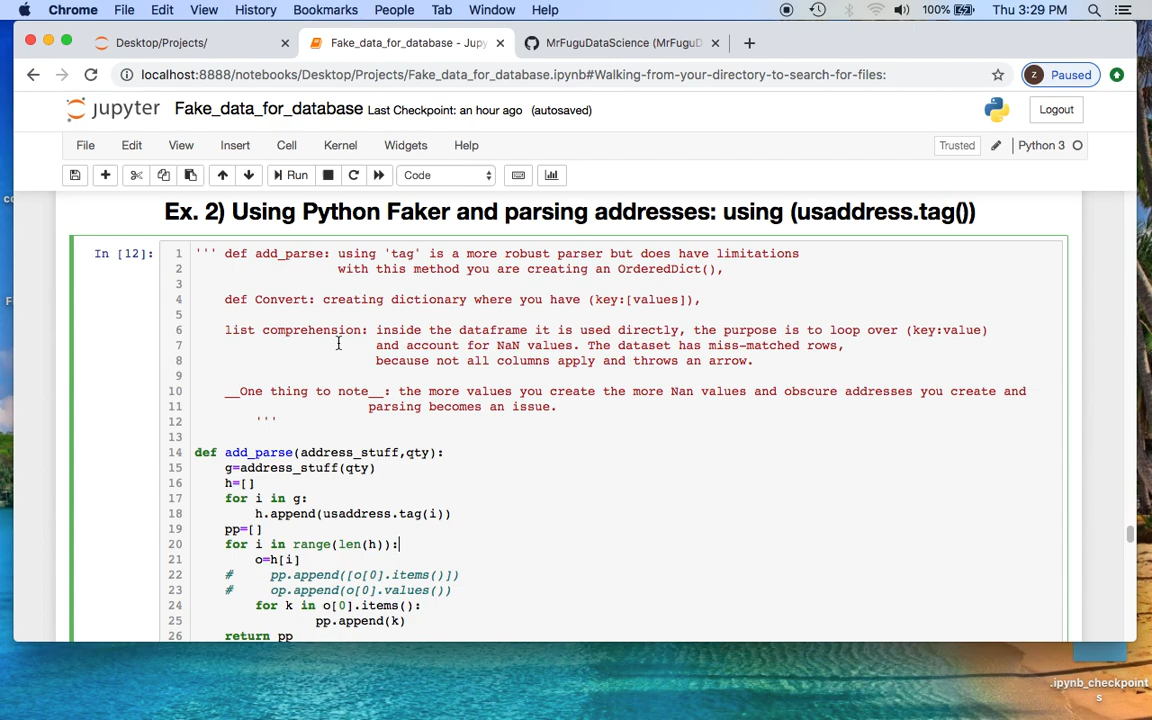 Chrome File Edit View History Bookmarks People Tab Window Help 100% Thu 3:29 PM
Desktop/Projects/ Fake_data_for_database - Jupy MrFuguDataScience (MrFuguD
localhost:8888/notebooks/Desktop/Projects/Fake_data_for_database.ipynb#Walking-from-your-directory-to-search-for-files: z Paused
jupyter Fake_data_for_database Last Checkpoint: an hour ago (autosaved) Logout
File Edit View Insert Cell Kernel Widgets Help Trusted Python 3
Run Code
Ex. 2) Using Python Faker and parsing addresses: using (usaddress.tag())
In [12]: 1 ''' def add_parse: using 'tag' is a more robust parser but does have limitations
2 with this method you are creating an OrderedDict(),
3
4 def Convert: creating dictionary where you have (key:[values]),
5
6 list comprehension: inside the dataframe it is used directly, the purpose is to loop over (key:value)
7 and account for NaN values. The dataset has miss-matched rows,
8 because not all columns apply and throws an arrow.
9
10 __One thing to note__: the more values you create the more Nan values and obscure addresses you create and
11 parsing becomes an issue.
12 '''
13
14 def add_parse(address_stuff,qty):
15 g=address_stuff(qty)
16 h=[]
17 for i in g:
18 h.append(usaddress.tag(i))
19 pp=[]
20 for i in range(len(h)):
21 o=h[i]
22 # pp.append([o[0].items()])
23 # op.append(o[0].values())
24 for k in o[0].items():
25 pp.append(k)
26 return pp
.ipynb_checkpoint
s